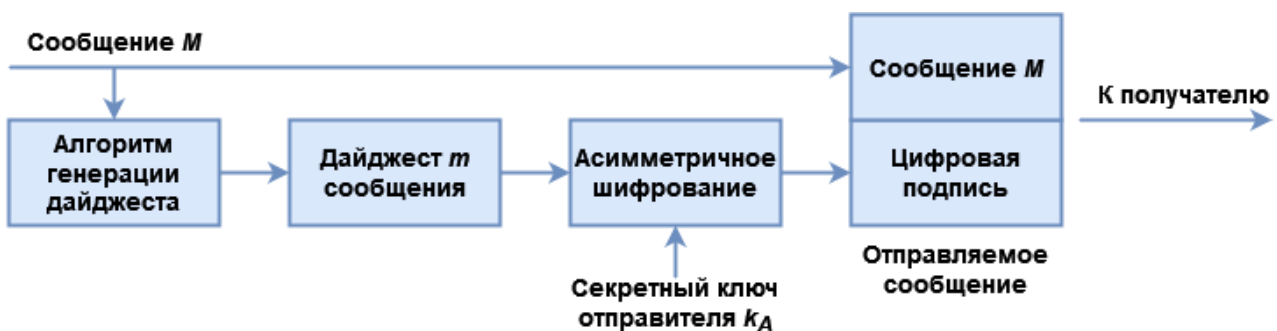 Сообщение M
Сообщение M
К получателю
Алгоритм
генерации
дайджеста
Дайджест m
сообщения
Асимметричное
шифрование
Цифровая
подпись
Секретный ключ
отправителя kA
Отправляемое
сообщение